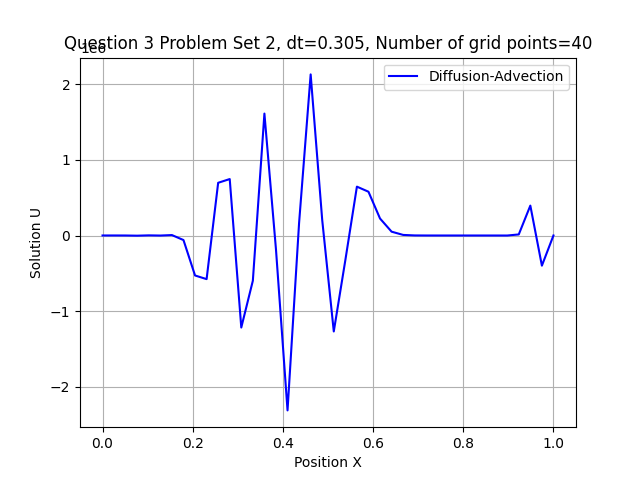 Question 3 Problem Set 2, dt=0.305, Number of grid points=40
1e6
Diffusion-Advection
2
1
0
−1
−2
Solution U
0.0 0.2 0.4 0.6 0.8 1.0
Position X